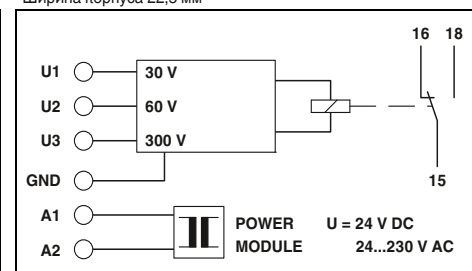 Ширина корпуса 22,5 мм
16 18
U1 30 V
U2 60 V
U3 300 V
GND
15
A1
POWER U = 24 V DC
A2 MODULE 24...230 V AC